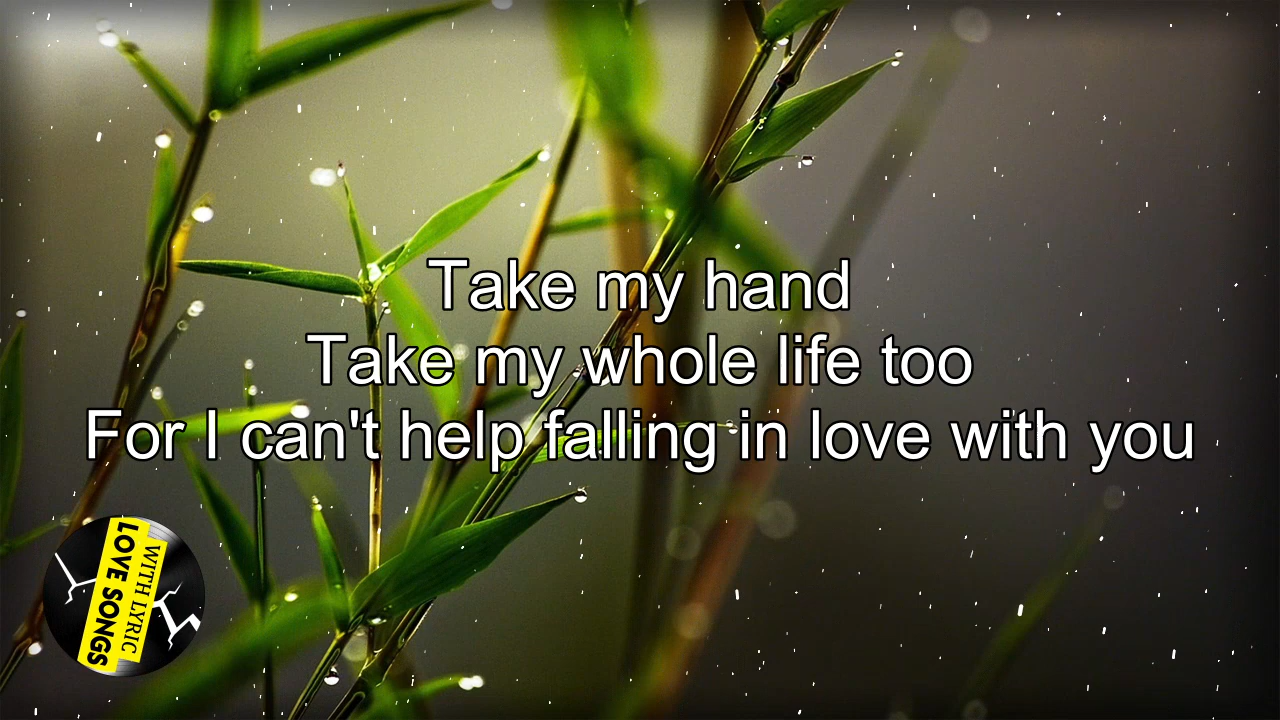 Take my hand
Take my whole life too
For I can't help falling in love with you
LOVE SONGS
WITH LYRIC